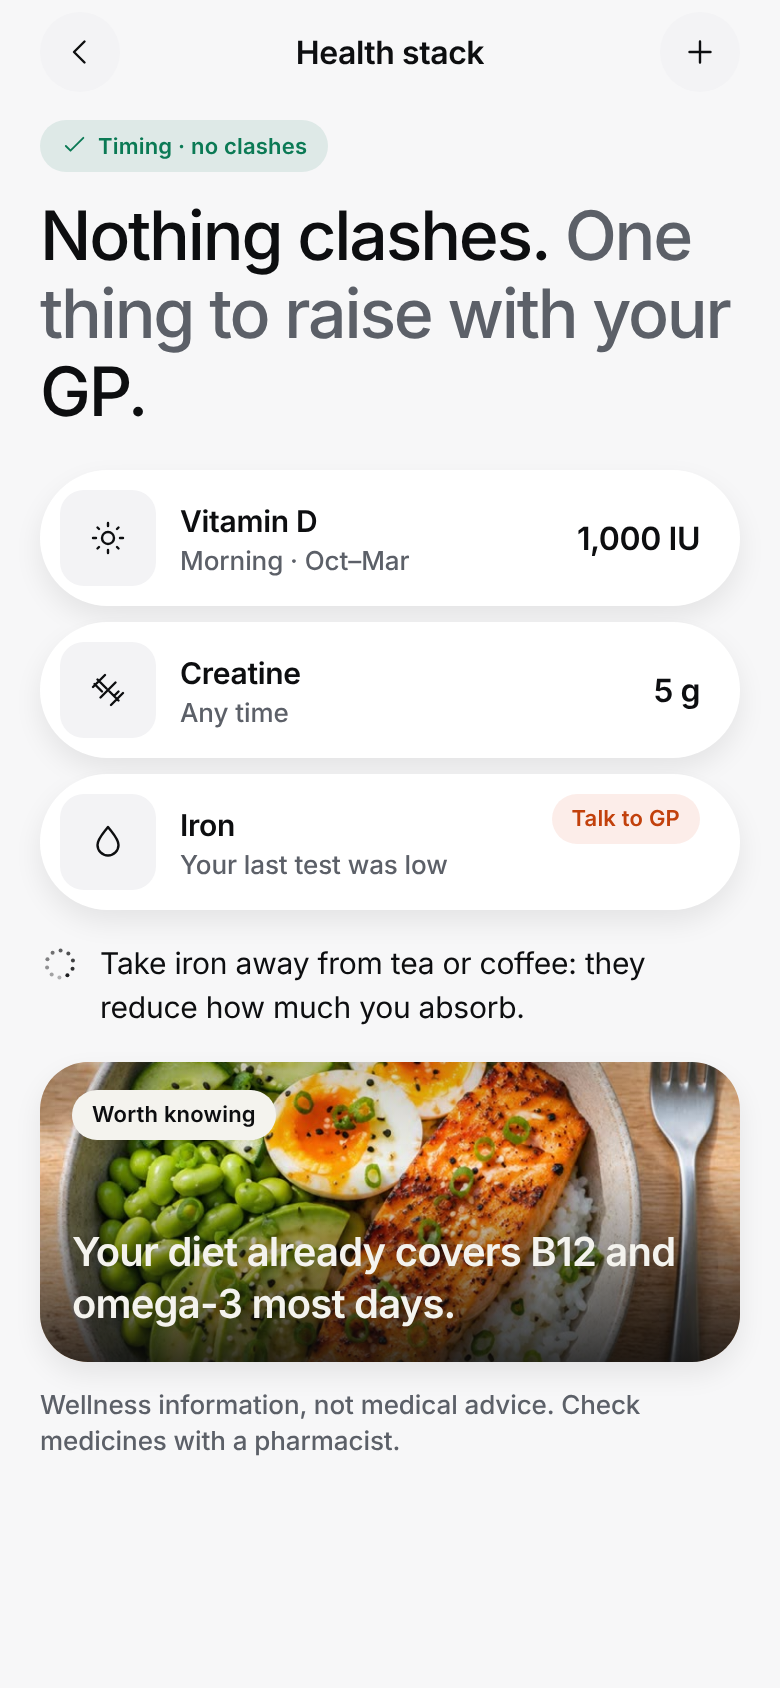 Health stack
Timing · no clashes
Nothing clashes. One
thing to raise with your
GP.
Vitamin D
Morning · Oct–Mar
1,000 IU
Creatine
Any time
5 g
Iron
Your last test was low
Talk to GP
Take iron away from tea or coffee: they
reduce how much you absorb.
Worth knowing
Your diet already covers B12 and
omega-3 most days.
Wellness information, not medical advice. Check
medicines with a pharmacist.